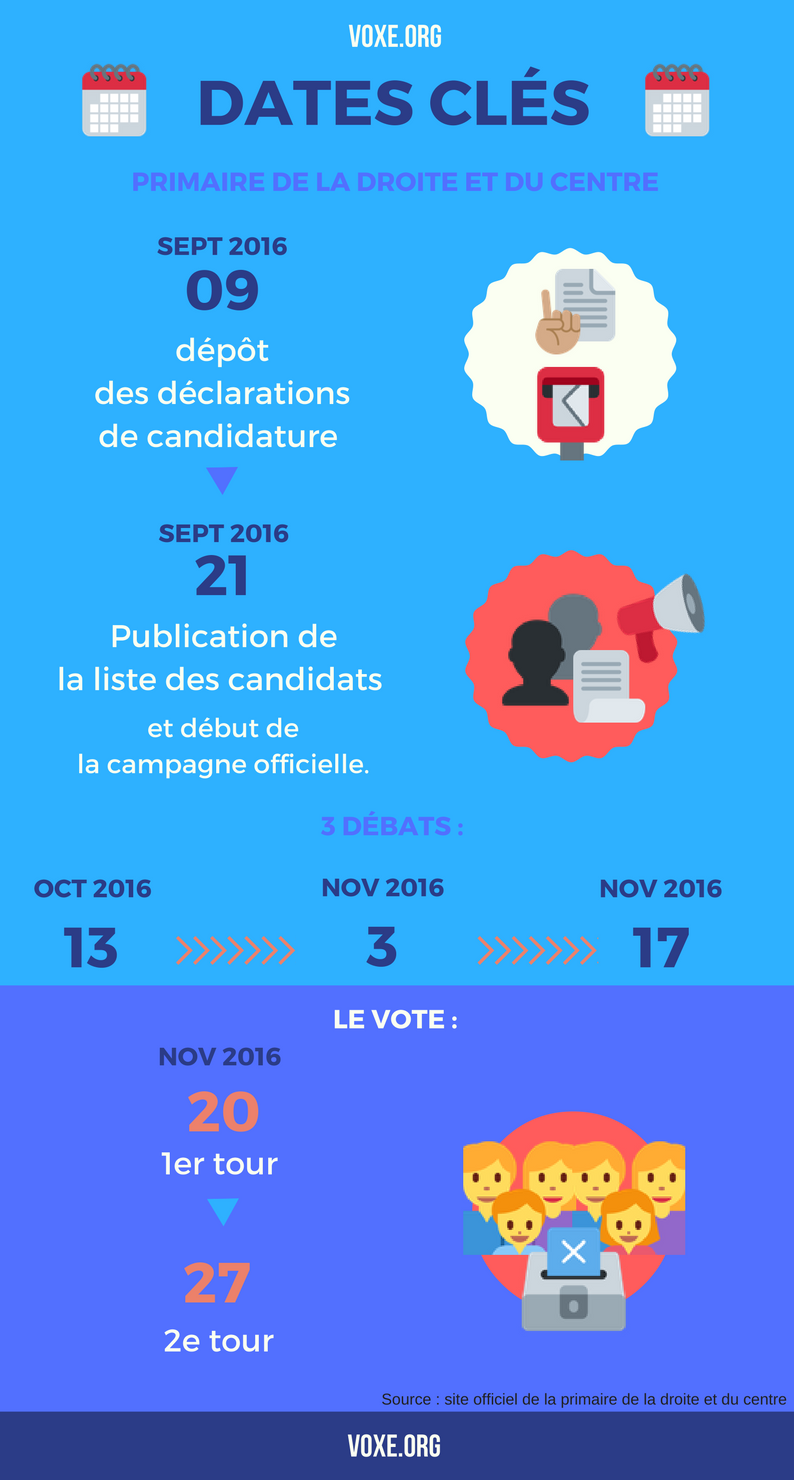 VOXE.ORG
DATES CLÉS
PRIMAIRE DE LA DROITE ET DU CENTRE
SEPT 2016
09
dépôt
des déclarations
de candidature
SEPT 2016
21
Publication de
la liste des candidats
et début de
la campagne officielle.
3 DÉBATS :
OCT 2016
13
NOV 2016
3
NOV 2016
17
LE VOTE :
NOV 2016
20
1er tour
27
2e tour
Source : site officiel de la primaire de la droite et du centre
VOXE.ORG